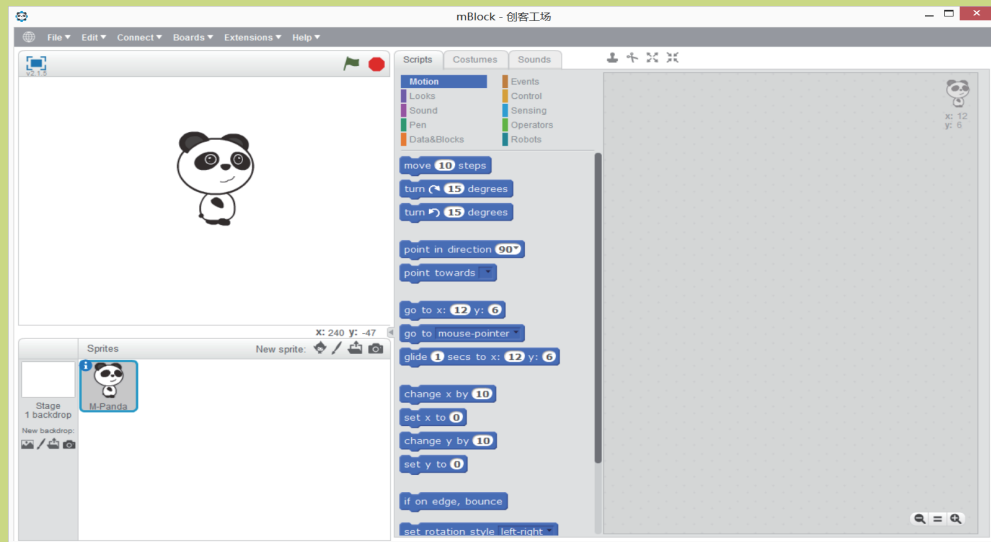 mBlock - 创客工场
File Edit Connect Boards Extensions Help
v2.1.3
Scripts Costumes Sounds
Motion Events
Looks Control
Sound Sensing
Pen Operators
Data&Blocks Robots
x: 12
y: 6
move 10 steps
turn 15 degrees
turn 15 degrees
point in direction 90
point towards
go to x: 12 y: 6
go to mouse-pointer
glide 1 secs to x: 12 y: 6
change x by 10
set x to 0
change y by 10
set y to 0
if on edge, bounce
set rotation style left-right
X: 240 Y: -47
Sprites New sprite:
Stage
1 backdrop
New backdrop:
M-Panda